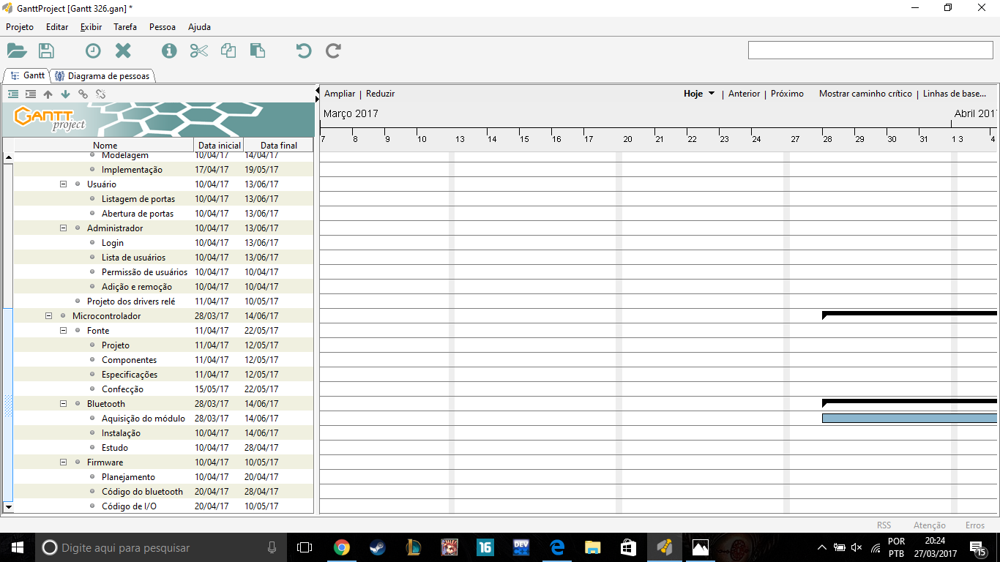 GanttProject [Gantt 326.gan] *
Projeto Editar Exibir Tarefa Pessoa Ajuda
Gantt Diagrama de pessoas
Ampliar | Reduzir Hoje | Anterior | Próximo Mostrar caminho crítico | Linhas de base...
GANTT project
Março 2017 Abril 201
7 8 9 10 13 14 15 16 17 20 21 22 23 24 27 28 29 30 31 1 3 4
Nome Data inicial Data final
Modelagem 10/04/17 14/04/17
Implementação 17/04/17 19/05/17
Usuário 10/04/17 13/06/17
Listagem de portas 10/04/17 13/06/17
Abertura de portas 10/04/17 13/06/17
Administrador 10/04/17 13/06/17
Login 10/04/17 13/06/17
Lista de usuários 10/04/17 13/06/17
Permissão de usuários 10/04/17 10/04/17
Adição e remoção 10/04/17 10/04/17
Projeto dos drivers relé 11/04/17 10/05/17
Microcontrolador 28/03/17 14/06/17
Fonte 11/04/17 22/05/17
Projeto 11/04/17 12/05/17
Componentes 11/04/17 12/05/17
Especificações 11/04/17 12/05/17
Confecção 15/05/17 22/05/17
Bluetooth 28/03/17 14/06/17
Aquisição do módulo 28/03/17 14/06/17
Instalação 10/04/17 14/06/17
Estudo 10/04/17 28/04/17
Firmware 10/04/17 10/05/17
Planejamento 10/04/17 20/04/17
Código do bluetooth 20/04/17 28/04/17
Código de I/O 20/04/17 10/05/17
RSS Atenção Erros
Digite aqui para pesquisar
16
DEV
POR
PTB
20:24
27/03/2017
15